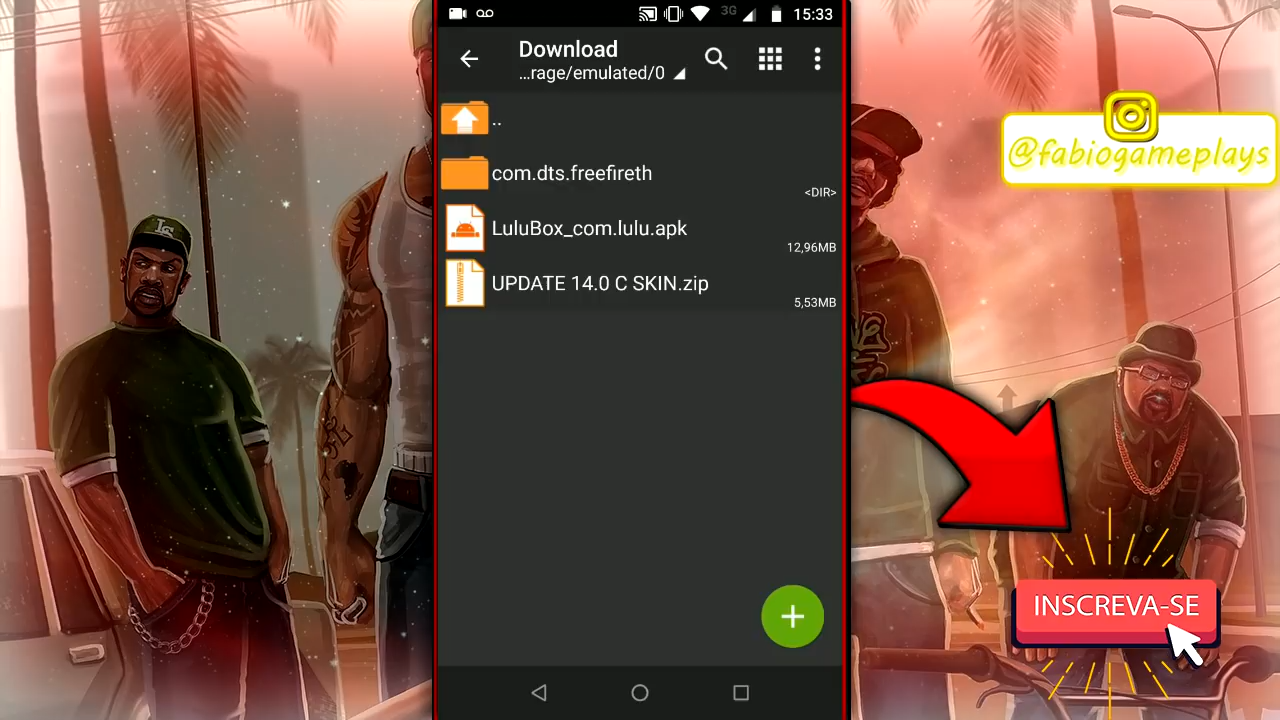 3G 15:33
Download
...rage/emulated/0
..
com.dts.freefireth
<DIR>
LuluBox_com.lulu.apk
12,96MB
UPDATE 14.0 C SKIN.zip
5,53MB
@fabiogameplays
INSCREVA-SE